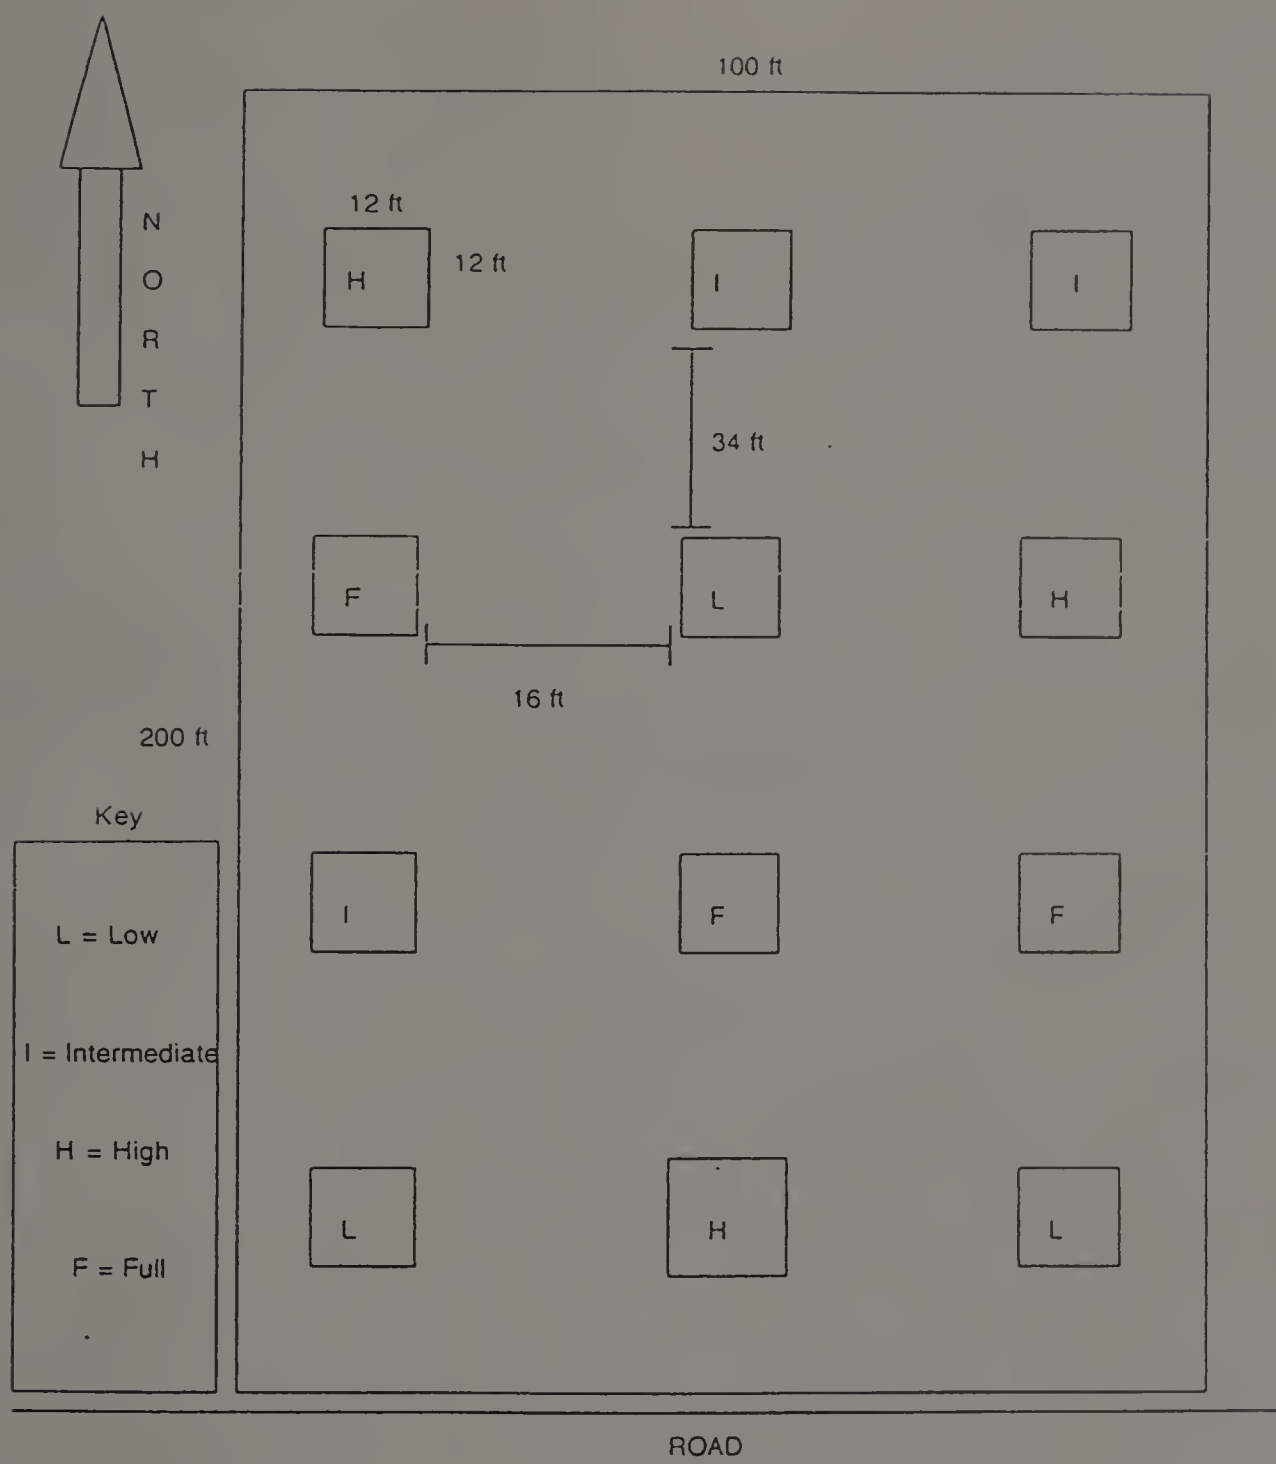 100 ft
N
O
R
T
H
12 ft
12 ft
H
I
I
34 ft
F
L
H
16 ft
200 ft
Key
L = Low
I = Intermediate
H = High
F = Full
I
F
F
L
H
L
ROAD